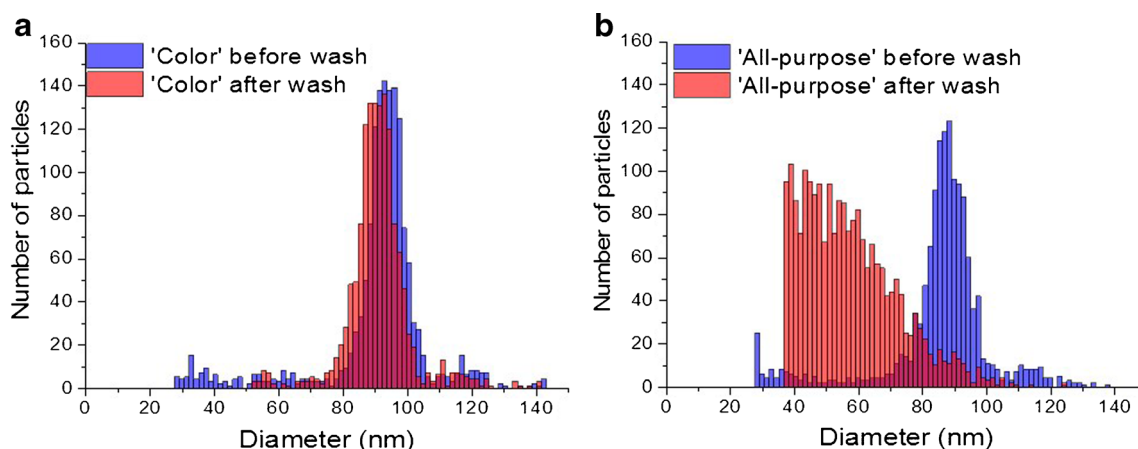 a
160
140
120
100
80
60
40
20
0
Number of particles
'Color' before wash
'Color' after wash
0 20 40 60 80 100 120 140
Diameter (nm)
b
160
140
120
100
80
60
40
20
0
Number of particles
'All-purpose' before wash
'All-purpose' after wash
0 20 40 60 80 100 120 140
Diameter (nm)